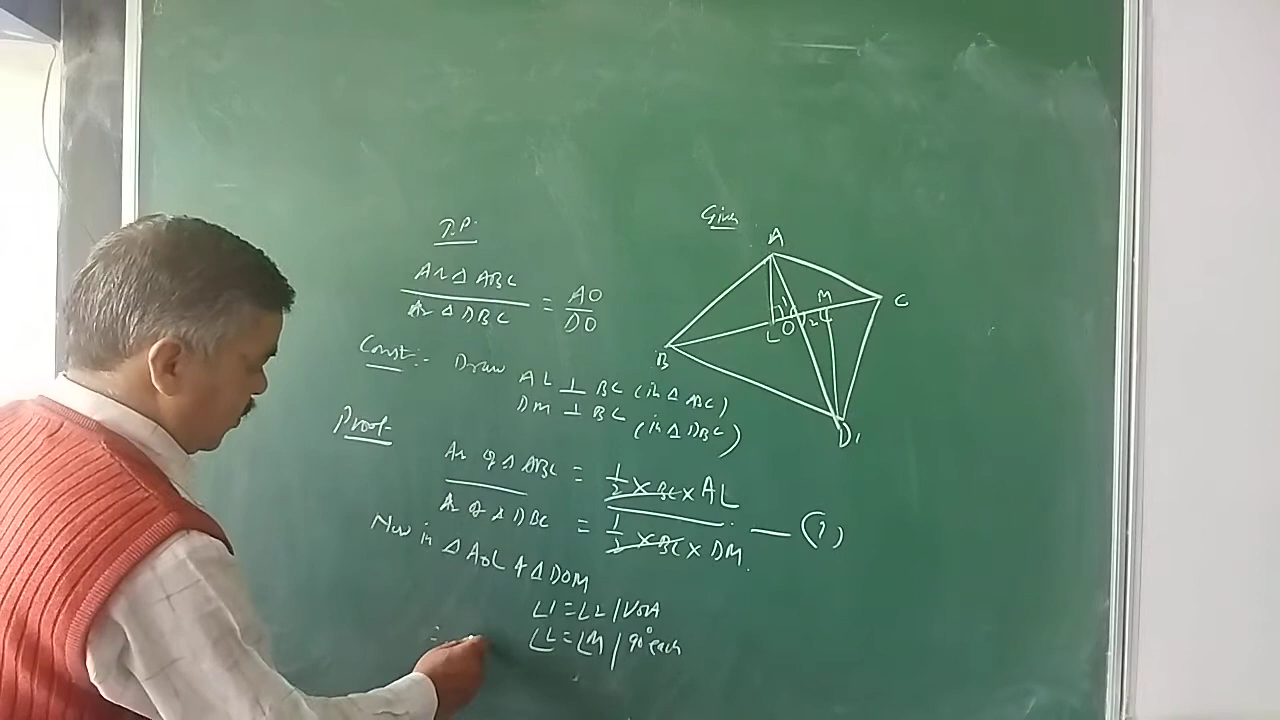 T.P.
Ar Δ ABC / Ar Δ DBC = AO / DO
Given
A
B
C
D
L
O
M
1
2
Const:- Draw AL ⊥ BC (in Δ ABC)
DM ⊥ BC (in Δ DBC)
Proof
Ar of Δ ABC = 1/2 × BC × AL
Ar of Δ DBC = 1/2 × BC × DM — (1)
Now in Δ AOL & Δ DOM
∠1 = ∠2 / VOA
∠L = ∠M / 90° each